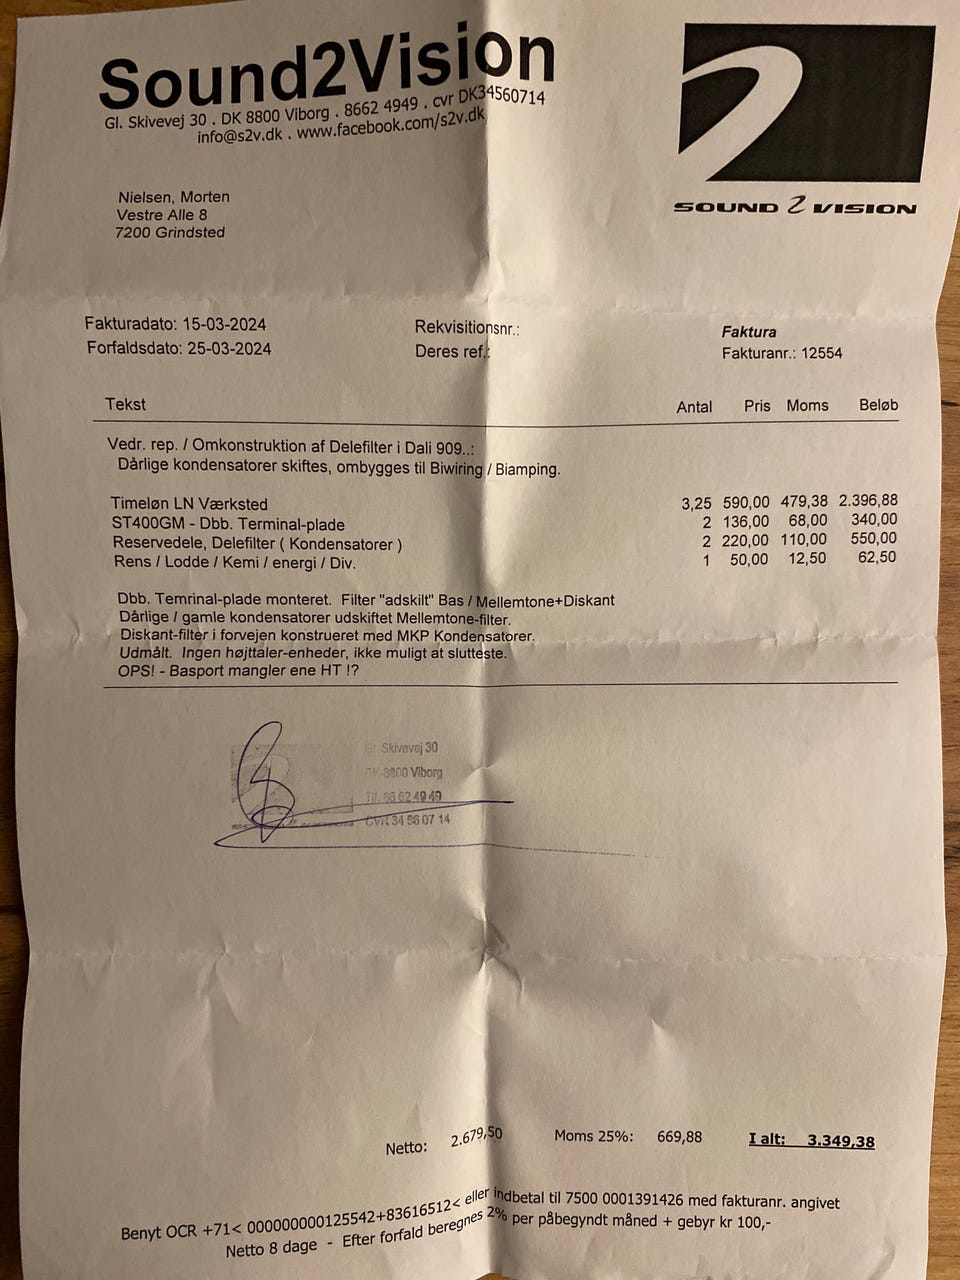 Sound2Vision
Gl. Skivevej 30 . DK 8800 Viborg . 8662 4949 . cvr DK34560714
info@s2v.dk . www.facebook.com/s2v.dk
SOUND 2 VISION
Nielsen, Morten
Vestre Alle 8
7200 Grindsted
Fakturadato: 15-03-2024 Rekvisitionsnr.: Faktura
Forfaldsdato: 25-03-2024 Deres ref.: Fakturanr.: 12554
Tekst Antal Pris Moms Beløb
Vedr. rep. / Omkonstruktion af Delefilter i Dali 909..:
Dårlige kondensatorer skiftes, ombygges til Biwiring / Biamping.
Timeløn LN Værksted 3,25 590,00 479,38 2.396,88
ST400GM - Dbb. Terminal-plade 2 136,00 68,00 340,00
Reservedele, Delefilter ( Kondensatorer ) 2 220,00 110,00 550,00
Rens / Lodde / Kemi / energi / Div. 1 50,00 12,50 62,50
Dbb. Temrinal-plade monteret. Filter "adskilt" Bas / Mellemtone+Diskant
Dårlige / gamle kondensatorer udskiftet Mellemtone-filter.
Diskant-filter i forvejen konstrueret med MKP Kondensatorer.
Udmålt. Ingen højttaler-enheder, ikke muligt at slutteste.
OPS! - Basport mangler ene HT !?
Gl. Skivevej 30
DK-8800 Viborg
Tlf. 86 62 49 49
CVR 34 56 07 14
Netto: 2.679,50 Moms 25%: 669,88 I alt: 3.349,38
Benyt OCR +71< 000000000125542+83616512< eller indbetal til 7500 0001391426 med fakturanr. angivet
Netto 8 dage - Efter forfald beregnes 2% per påbegyndt måned + gebyr kr 100,-